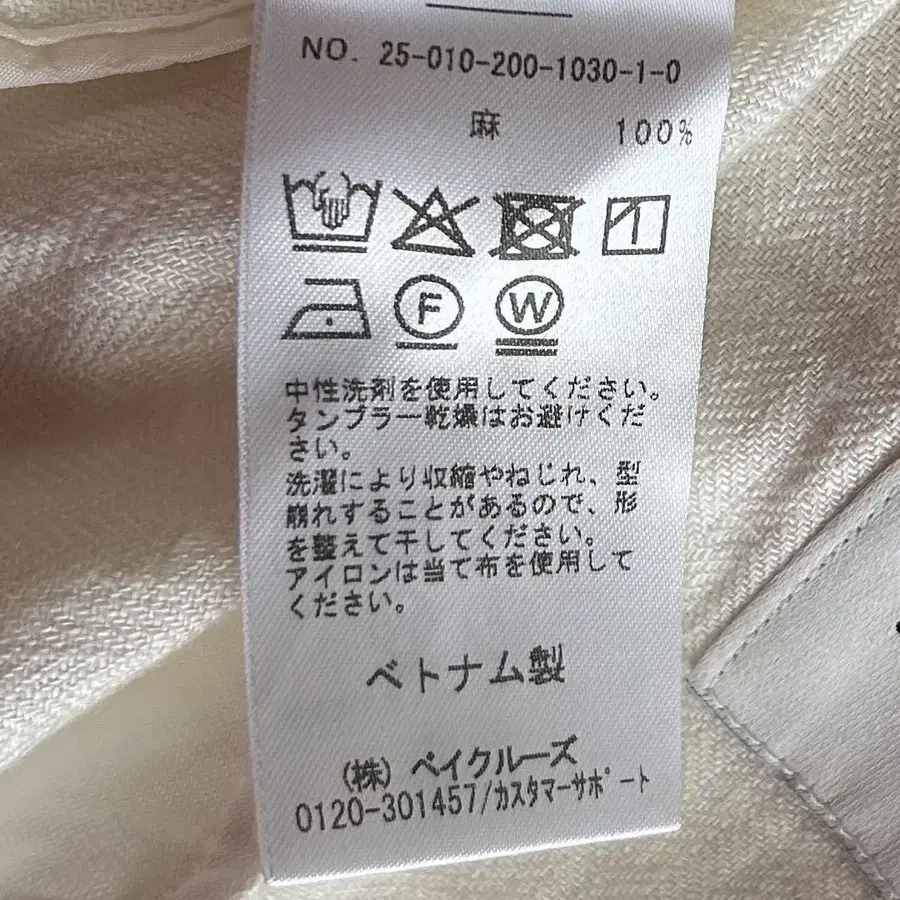 NO. 25-010-200-1030-1-0
麻 100%
F W
中性洗剤を使用してください。
タンブラー乾燥はお避けくだ
さい。
洗濯により収縮やねじれ、型
崩れすることがあるので、形
を整えて干してください。
アイロンは当て布を使用して
ください。
ベトナム製
(株) ベイクルーズ
0120-301457/カスタマーサポート